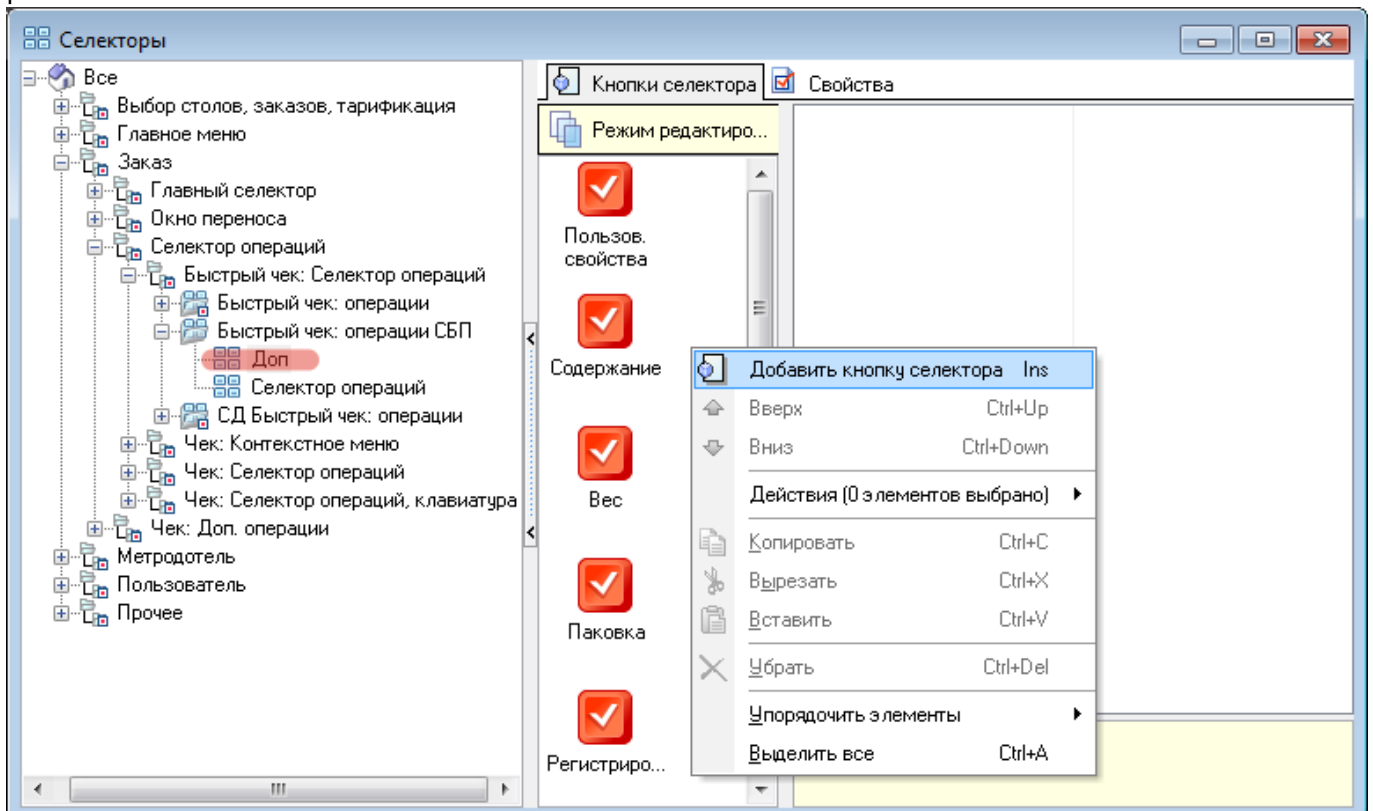 Селекторы
Все
Выбор столов, заказов, тарификация
Главное меню
Заказ
Главный селектор
Окно переноса
Селектор операций
Быстрый чек: Селектор операций
Быстрый чек: операции
Быстрый чек: операции СБП
Доп
Селектор операций
СД Быстрый чек: операции
Чек: Контекстное меню
Чек: Селектор операций
Чек: Селектор операций, клавиатура
Чек: Доп. операции
Метродотель
Пользователь
Прочее
Кнопки селектора
Свойства
Режим редактиро...
Пользов.
свойства
Содержание
Вес
Паковка
Регистриро...
Добавить кнопку селектора Ins
Вверх Ctrl+Up
Вниз Ctrl+Down
Действия (0 элементов выбрано)
Копировать Ctrl+C
Вырезать Ctrl+X
Вставить Ctrl+V
Убрать Ctrl+Del
Упорядочить элементы
Выделить все Ctrl+A